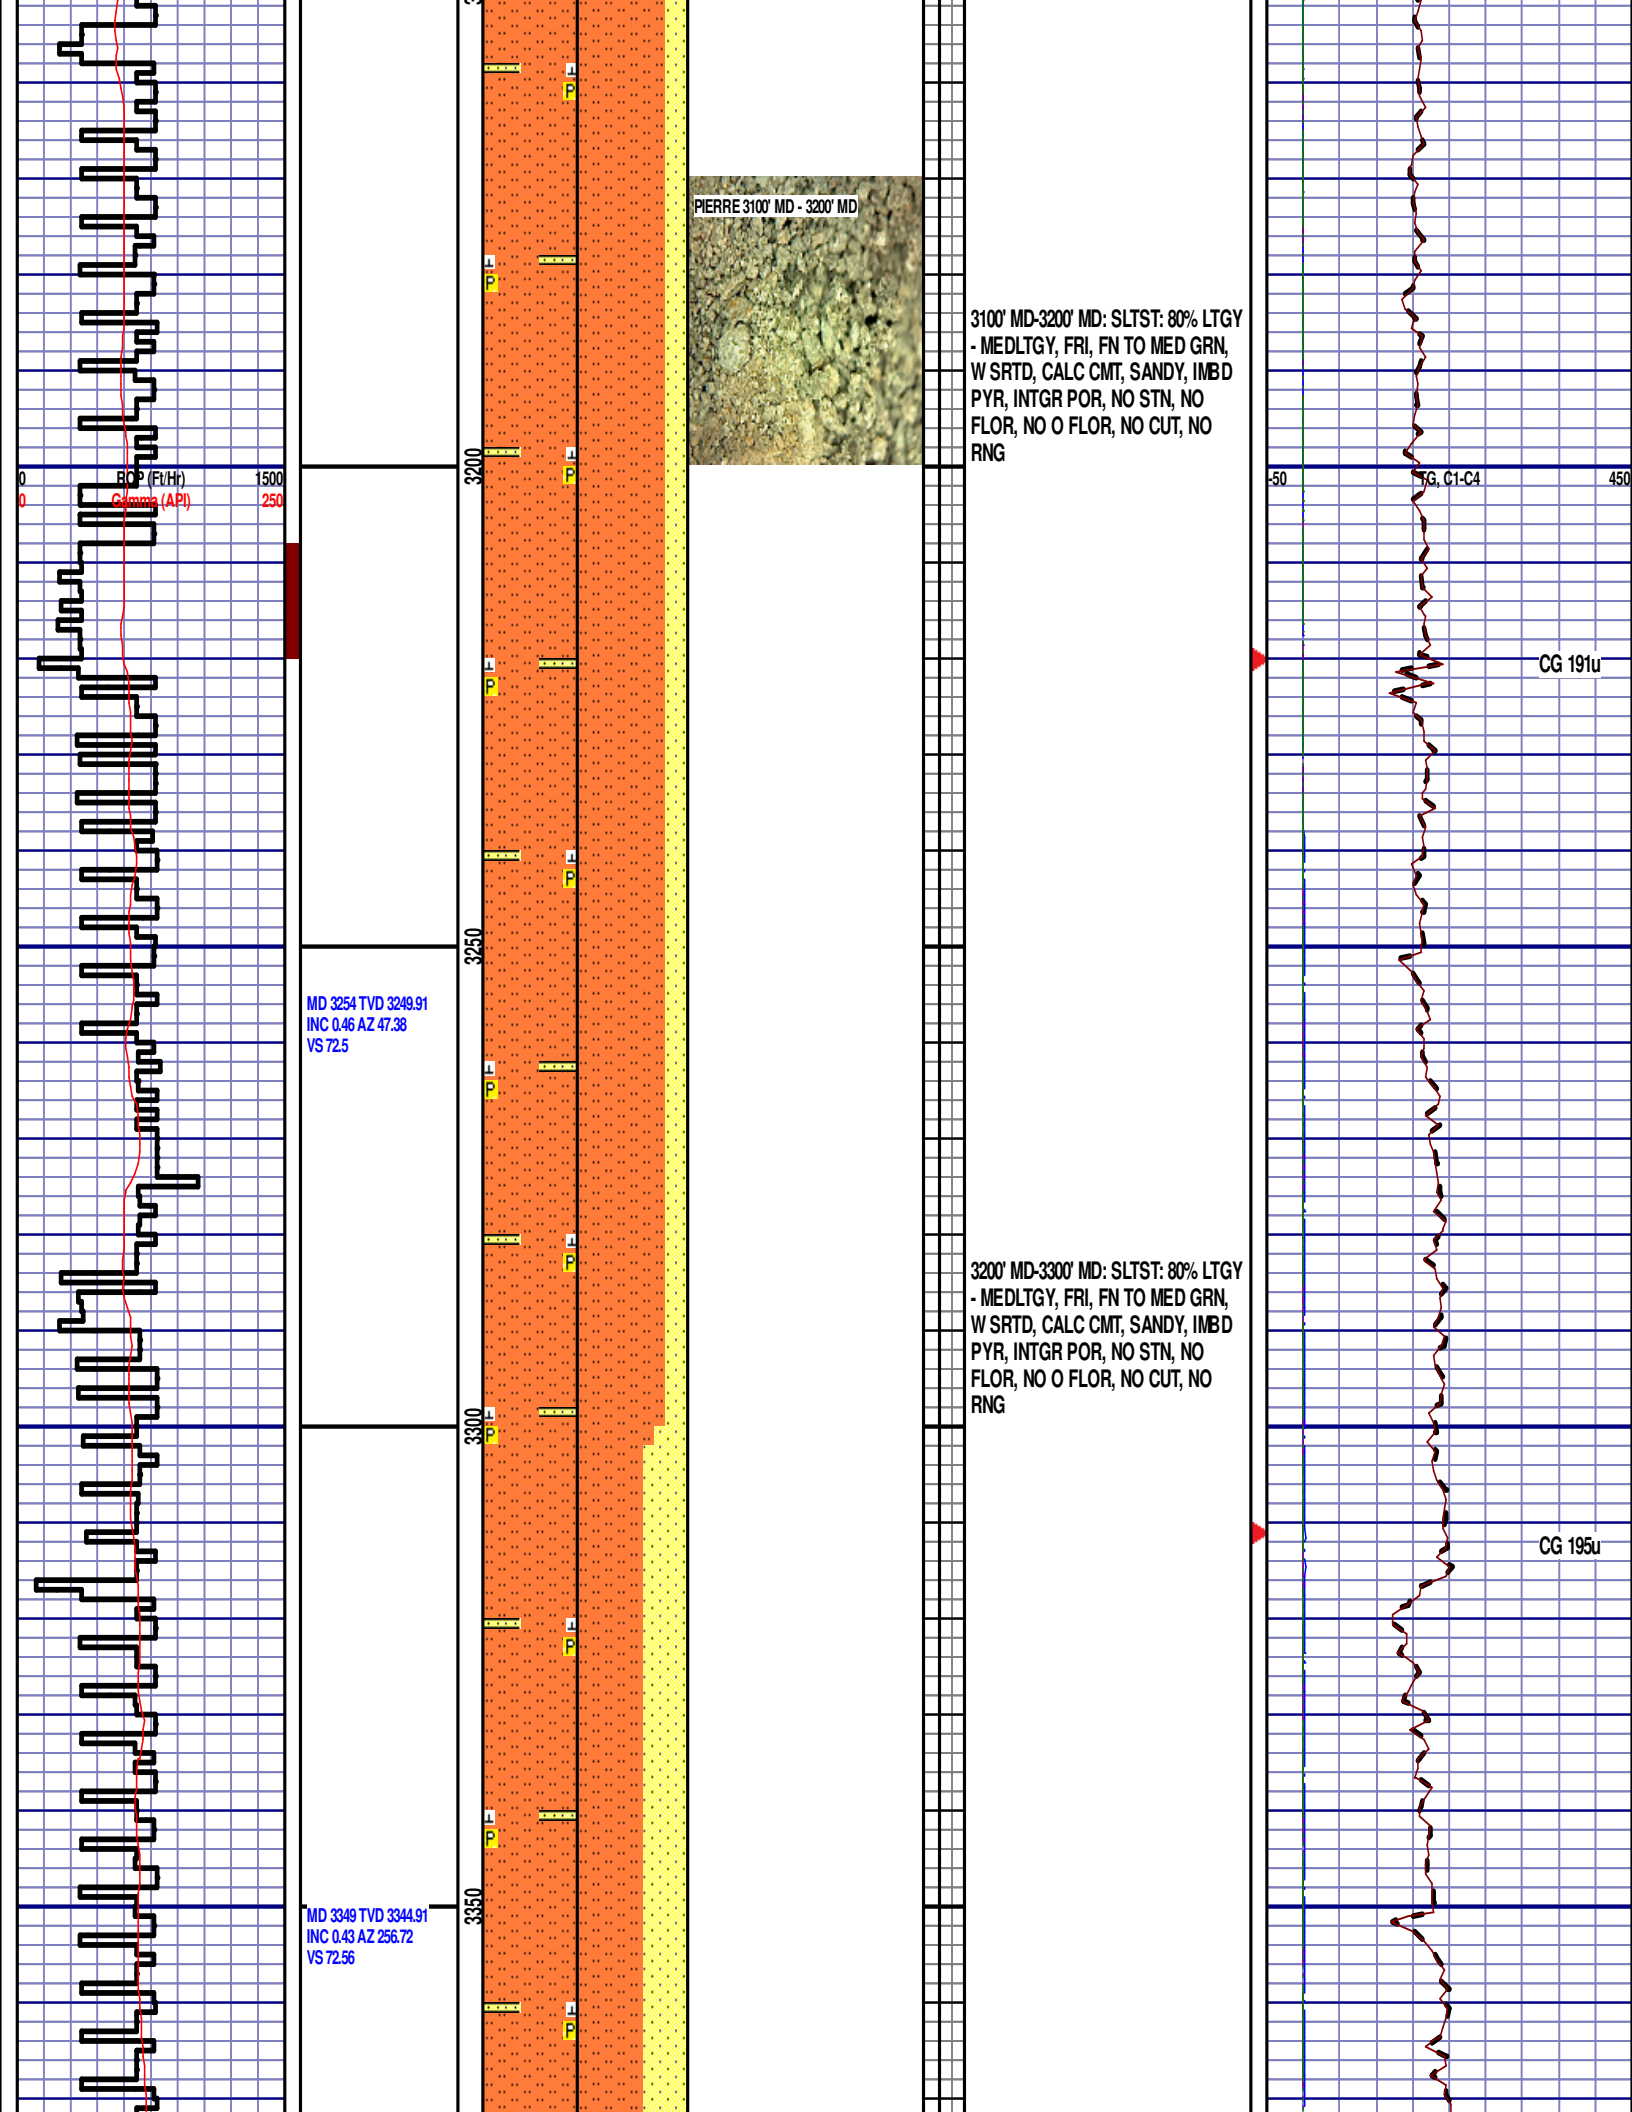 PIERRE 3100' MD - 3200' MD
3100' MD-3200' MD: SLTST: 80% LTGY
- MEDLTGY, FRI, FN TO MED GRN,
W SRTD, CALC CMT, SANDY, IMBD
PYR, INTGR POR, NO STN, NO
FLOR, NO O FLOR, NO CUT, NO
RNG
0 ROP (Ft/Hr) 1500
0 Gamma (API) 250
3200
-50 TG, C1-C4 450
CG 191u
3250
MD 3254 TVD 3249.91
INC 0.46 AZ 47.38
VS 72.5
3200' MD-3300' MD: SLTST: 80% LTGY
- MEDLTGY, FRI, FN TO MED GRN,
W SRTD, CALC CMT, SANDY, IMBD
PYR, INTGR POR, NO STN, NO
FLOR, NO O FLOR, NO CUT, NO
RNG
3300
CG 195u
3350
MD 3349 TVD 3344.91
INC 0.43 AZ 256.72
VS 72.56
P
P
P
P
P
P
P
P
P
P
P